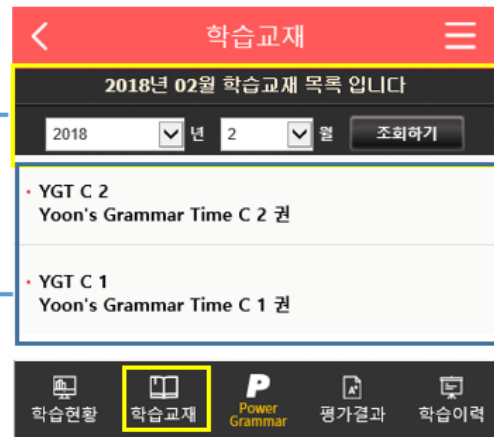 학습교재
2018년 02월 학습교재 목록 입니다
2018 년 2 월 조회하기
YGT C 2
Yoon's Grammar Time C 2 권
YGT C 1
Yoon's Grammar Time C 1 권
학습현황 학습교재 P Power Grammar 평가결과 학습이력